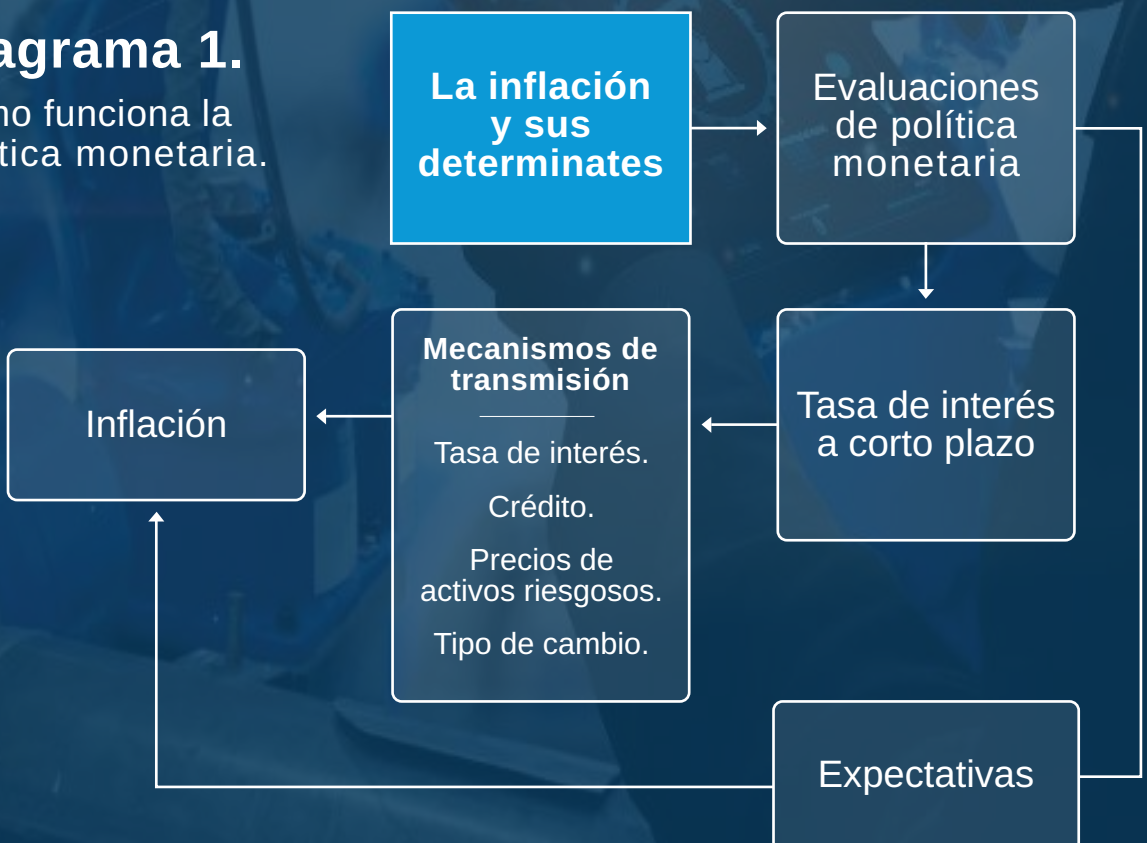 agrama 1.
mo funciona la
tica monetaria.
La inflación
y sus
determinates
Evaluaciones
de política
monetaria
Tasa de interés
a corto plazo
Mecanismos de
transmisión
Tasa de interés.
Crédito.
Precios de
activos riesgosos.
Tipo de cambio.
Inflación
Expectativas